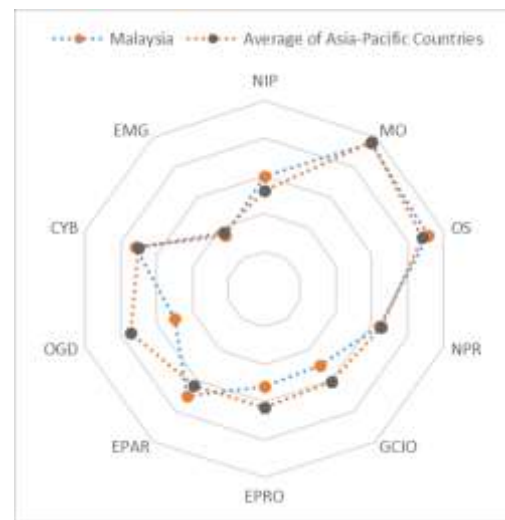 Malaysia
Average of Asia-Pacific Countries
NIP
EMG
MO
CYB
OS
OGD
NPR
EPAR
GCIO
EPRO